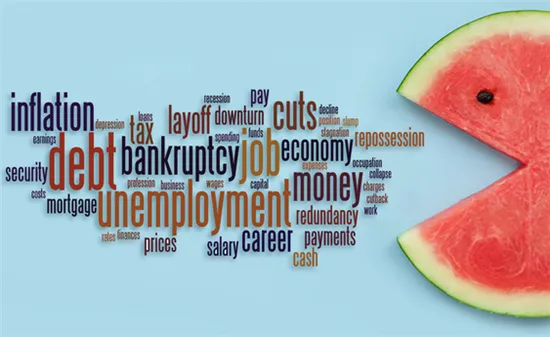 recession pay
inflation loans layoff downturn cuts decline
depression tax position slump
earnings spending funds stagnation repossession
debt bankruptcy job economy
security expenses occupation
profession business wages capital money collapse
costs charges
mortgage unemployment cutback
redundancy work
rates finances prices salary career payments
cash